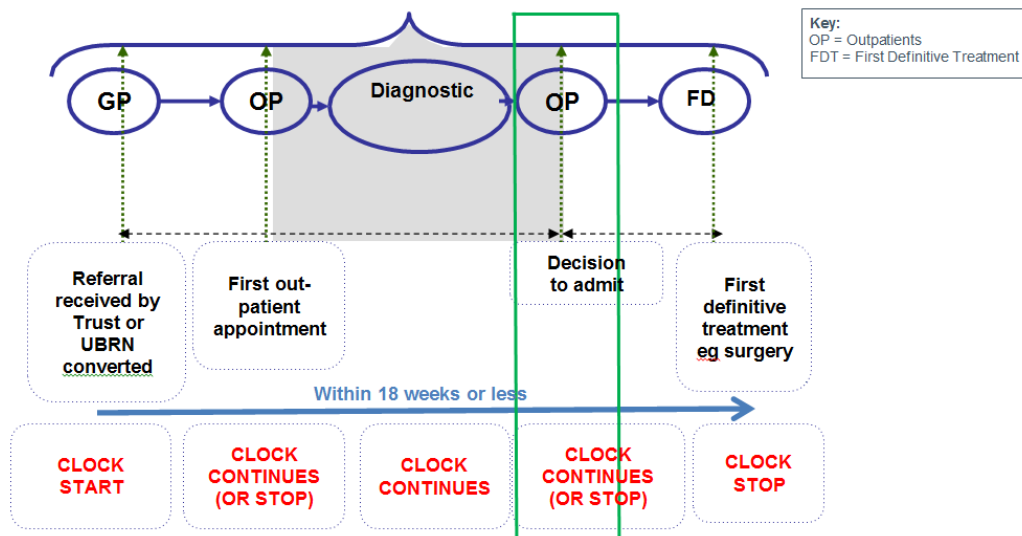 Key:
OP = Outpatients
FDT = First Definitive Treatment
GP
OP
Diagnostic
OP
FD
Referral
received by
Trust or
UBRN
converted
First out-
patient
appointment
Decision
to admit
First
definitive
treatment
eg surgery
Within 18 weeks or less
CLOCK
START
CLOCK
CONTINUES
(OR STOP)
CLOCK
CONTINUES
CLOCK
CONTINUES
(OR STOP)
CLOCK
STOP